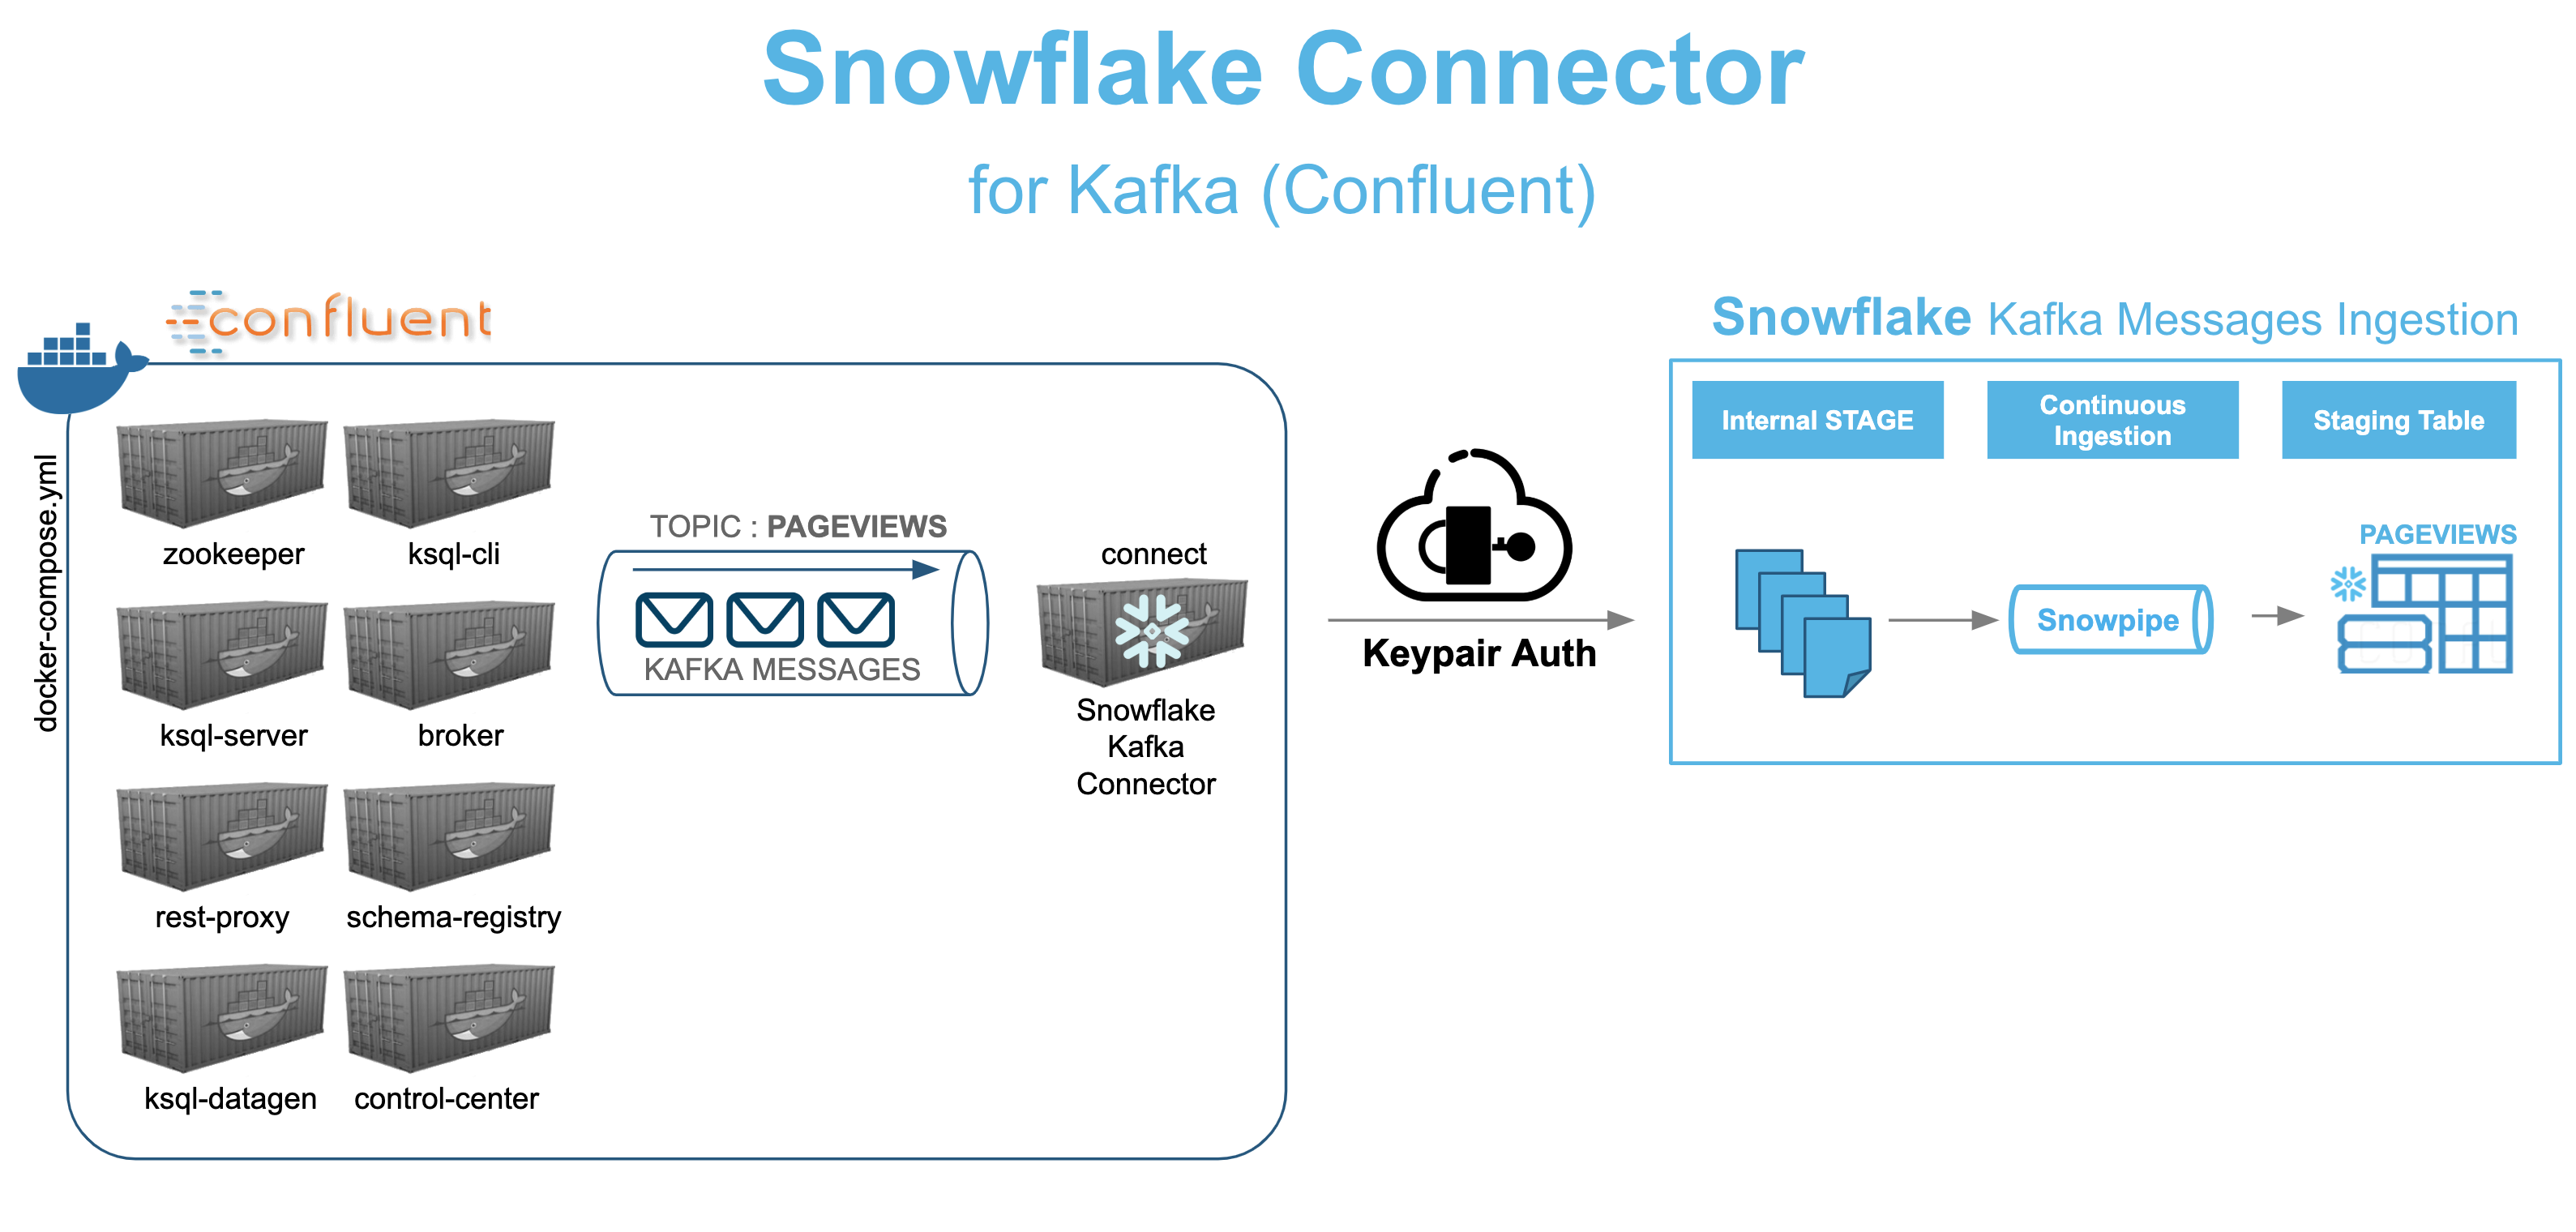 Snowflake Connector
for Kafka (Confluent)
confluent
docker-compose.yml
zookeeper
ksql-cli
ksql-server
broker
rest-proxy
schema-registry
ksql-datagen
control-center
TOPIC : PAGEVIEWS
KAFKA MESSAGES
connect
Snowflake
Kafka
Connector
Keypair Auth
Snowflake Kafka Messages Ingestion
Internal STAGE
Continuous
Ingestion
Staging Table
Snowpipe
PAGEVIEWS